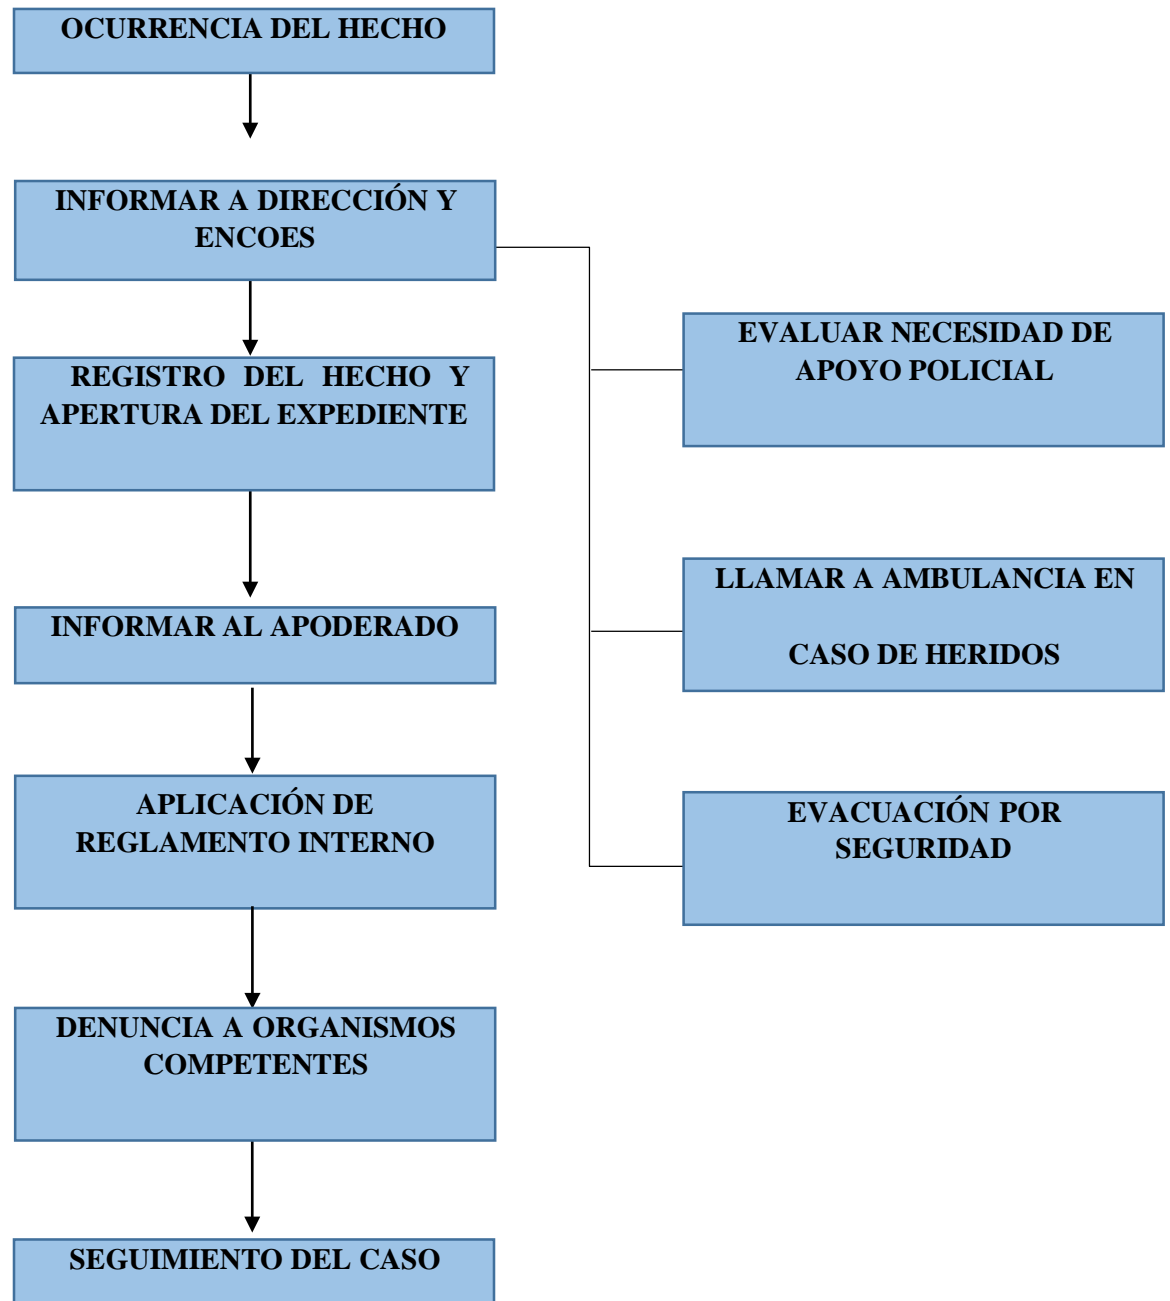 OCURRENCIA DEL HECHO
INFORMAR A DIRECCIÓN Y
ENCOES
REGISTRO DEL HECHO Y
APERTURA DEL EXPEDIENTE
INFORMAR AL APODERADO
APLICACIÓN DE
REGLAMENTO INTERNO
DENUNCIA A ORGANISMOS
COMPETENTES
SEGUIMIENTO DEL CASO
EVALUAR NECESIDAD DE
APOYO POLICIAL
LLAMAR A AMBULANCIA EN
CASO DE HERIDOS
EVACUACIÓN POR
SEGURIDAD